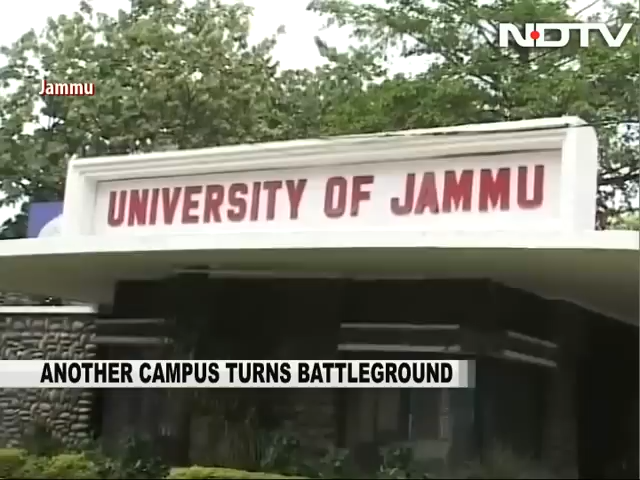 NDTV
Jammu
UNIVERSITY OF JAMMU
ANOTHER CAMPUS TURNS BATTLEGROUND